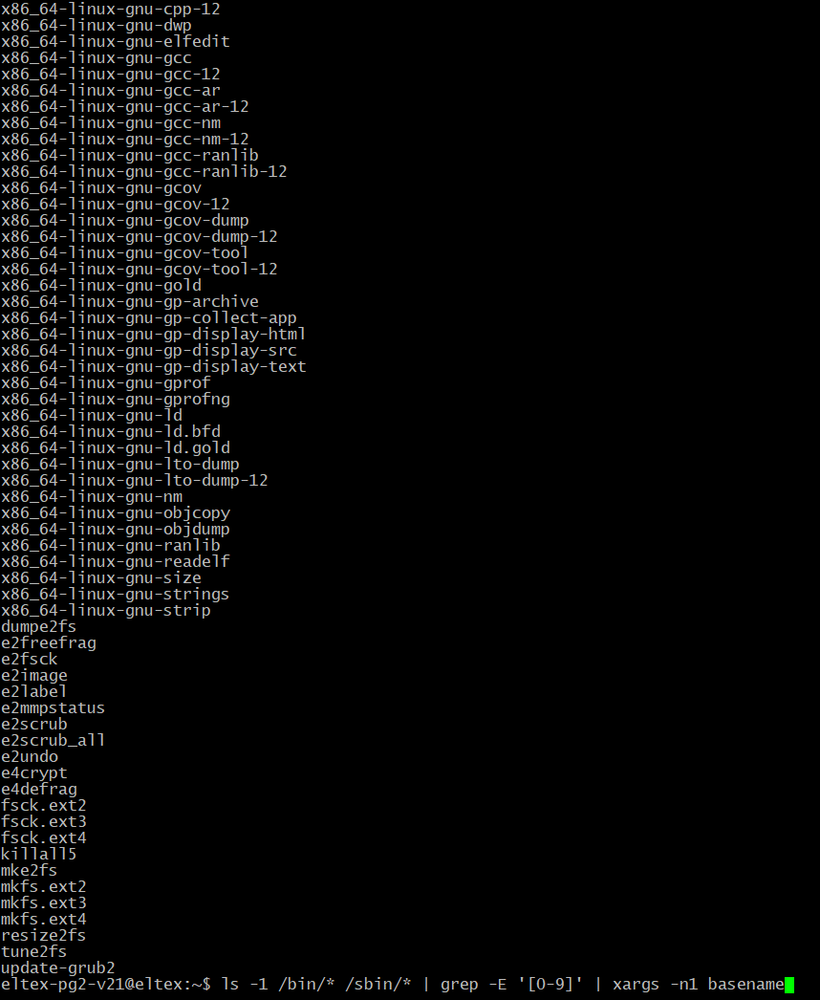 x86_64-linux-gnu-cpp-12
x86_64-linux-gnu-dwp
x86_64-linux-gnu-elfedit
x86_64-linux-gnu-gcc
x86_64-linux-gnu-gcc-12
x86_64-linux-gnu-gcc-ar
x86_64-linux-gnu-gcc-ar-12
x86_64-linux-gnu-gcc-nm
x86_64-linux-gnu-gcc-nm-12
x86_64-linux-gnu-gcc-ranlib
x86_64-linux-gnu-gcc-ranlib-12
x86_64-linux-gnu-gcov
x86_64-linux-gnu-gcov-12
x86_64-linux-gnu-gcov-dump
x86_64-linux-gnu-gcov-dump-12
x86_64-linux-gnu-gcov-tool
x86_64-linux-gnu-gcov-tool-12
x86_64-linux-gnu-gold
x86_64-linux-gnu-gp-archive
x86_64-linux-gnu-gp-collect-app
x86_64-linux-gnu-gp-display-html
x86_64-linux-gnu-gp-display-src
x86_64-linux-gnu-gp-display-text
x86_64-linux-gnu-gprof
x86_64-linux-gnu-gprofng
x86_64-linux-gnu-ld
x86_64-linux-gnu-ld.bfd
x86_64-linux-gnu-ld.gold
x86_64-linux-gnu-lto-dump
x86_64-linux-gnu-lto-dump-12
x86_64-linux-gnu-nm
x86_64-linux-gnu-objcopy
x86_64-linux-gnu-objdump
x86_64-linux-gnu-ranlib
x86_64-linux-gnu-readelf
x86_64-linux-gnu-size
x86_64-linux-gnu-strings
x86_64-linux-gnu-strip
dumpe2fs
e2freefrag
e2fsck
e2image
e2label
e2mmpstatus
e2scrub
e2scrub_all
e2undo
e4crypt
e4defrag
fsck.ext2
fsck.ext3
fsck.ext4
killall5
mke2fs
mkfs.ext2
mkfs.ext3
mkfs.ext4
resize2fs
tune2fs
update-grub2
eltex-pg2-v21@eltex:~$ ls -1 /bin/* /sbin/* | grep -E '[0-9]' | xargs -n1 basename